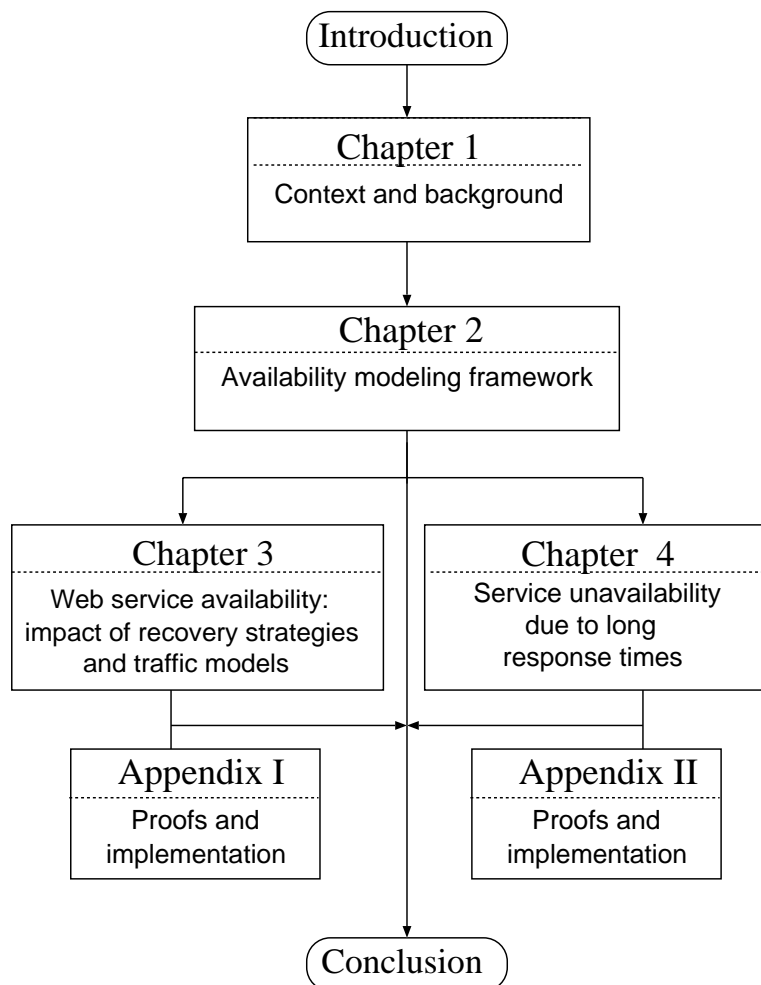 Introduction
Chapter 1
Context and background
Chapter 2
Availability modeling framework
Chapter 3
Web service availability:
impact of recovery strategies
and traffic models
Chapter 4
Service unavailability
due to long
response times
Appendix I
Proofs and
implementation
Appendix II
Proofs and
implementation
Conclusion